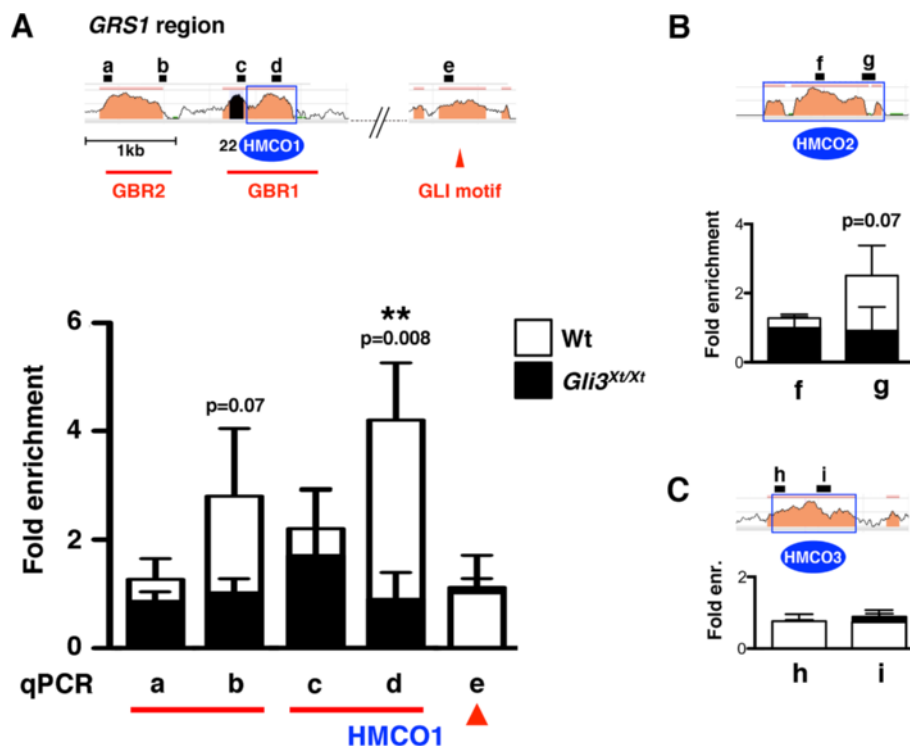 A
GRS1 region
a b c d e
1kb
22 HMCO1
GBR2 GBR1 GLI motif
6
4
2
0
Fold enrichment
p=0.07
**
p=0.008
Wt
Gli3Xt/Xt
qPCR a b c d e
HMCO1
B
f g
HMCO2
4
2
0
Fold enrichment
p=0.07
f g
C
h i
HMCO3
2
0
Fold enr.
h i